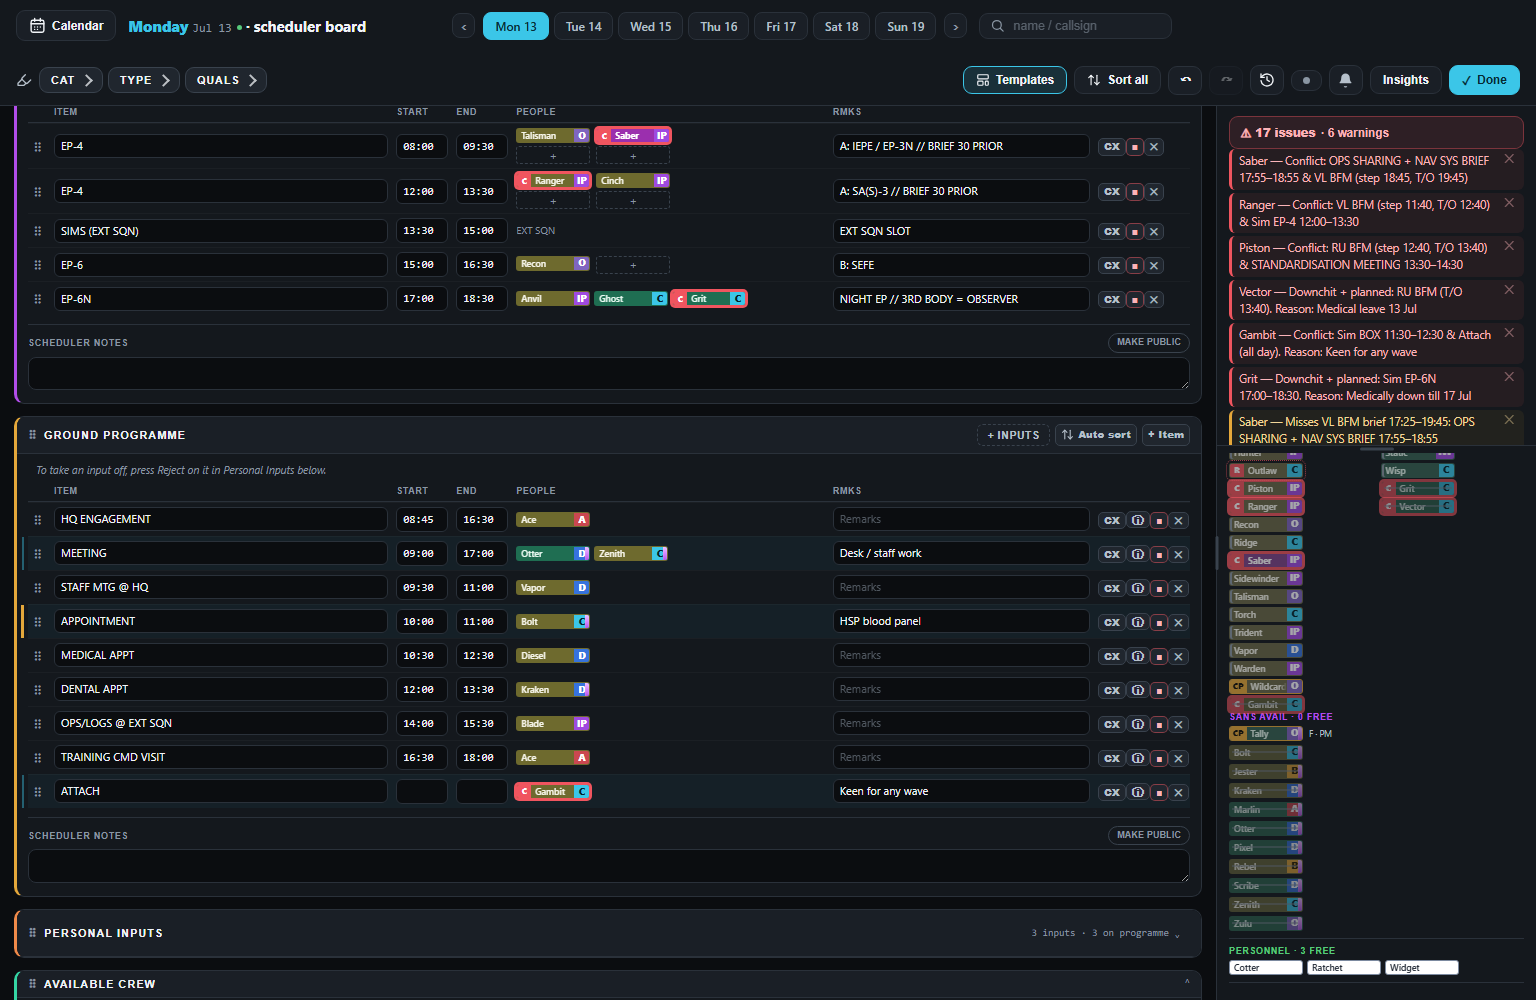 Calendar
Monday Jul 13 • · scheduler board
‹ Mon 13 Tue 14 Wed 15 Thu 16 Fri 17 Sat 18 Sun 19 ›
name / callsign
CAT TYPE QUALS
Templates Sort all Insights ✓ Done
ITEM START END PEOPLE RMKS
EP-4 08:00 09:30 Talisman O C Saber IP A: IEPE / EP-3N // BRIEF 30 PRIOR CX
+ +
EP-4 12:00 13:30 C Ranger IP Cinch IP A: SA(S)-3 // BRIEF 30 PRIOR CX
+ +
SIMS (EXT SQN) 13:30 15:00 EXT SQN EXT SQN SLOT CX
EP-6 15:00 16:30 Recon O + B: SEFE CX
EP-6N 17:00 18:30 Anvil IP Ghost C C Grit C NIGHT EP // 3RD BODY = OBSERVER CX
SCHEDULER NOTES MAKE PUBLIC
GROUND PROGRAMME + INPUTS Auto sort + Item
To take an input off, press Reject on it in Personal Inputs below.
ITEM START END PEOPLE RMKS
HQ ENGAGEMENT 08:45 16:30 Ace A Remarks CX
MEETING 09:00 17:00 Otter D Zenith C Desk / staff work CX
STAFF MTG @ HQ 09:30 11:00 Vapor D Remarks CX
APPOINTMENT 10:00 11:00 Bolt C HSP blood panel CX
MEDICAL APPT 10:30 12:30 Diesel D Remarks CX
DENTAL APPT 12:00 13:30 Kraken D Remarks CX
OPS/LOGS @ EXT SQN 14:00 15:30 Blade IP Remarks CX
TRAINING CMD VISIT 16:30 18:00 Ace A Remarks CX
ATTACH C Gambit C Keen for any wave CX
SCHEDULER NOTES MAKE PUBLIC
PERSONAL INPUTS 3 inputs · 3 on programme
AVAILABLE CREW
⚠ 17 issues · 6 warnings
Saber — Conflict: OPS SHARING + NAV SYS BRIEF
17:55–18:55 & VL BFM (step 18:45, T/O 19:45)
Ranger — Conflict: VL BFM (step 11:40, T/O 12:40)
& Sim EP-4 12:00–13:30
Piston — Conflict: RU BFM (step 12:40, T/O 13:40)
& STANDARDISATION MEETING 13:30–14:30
Vector — Downchit + planned: RU BFM (T/O
13:40). Reason: Medical leave 13 Jul
Gambit — Conflict: Sim BOX 11:30–12:30 & Attach
(all day). Reason: Keen for any wave
Grit — Downchit + planned: Sim EP-6N
17:00–18:30. Reason: Medically down till 17 Jul
Saber — Misses VL BFM brief 17:25–19:45: OPS
SHARING + NAV SYS BRIEF 17:55–18:55
Hunter Static
R Outlaw C Wisp C
C Piston IP C Grit C
C Ranger IP C Vector C
Recon O
Ridge C
C Saber IP
Sidewinder IP
Talisman O
Torch C
Trident IP
Vapor D
Warden IP
CP Wildcard O
C Gambit C
SANS AVAIL · 0 FREE
CP Tally O F · PM
Bolt C
Jester B
Kraken D
Marlin A
Otter D
Pixel D
Rebel B
Scribe D
Zenith C
Zulu O
PERSONNEL · 3 FREE
Cotter Ratchet Widget